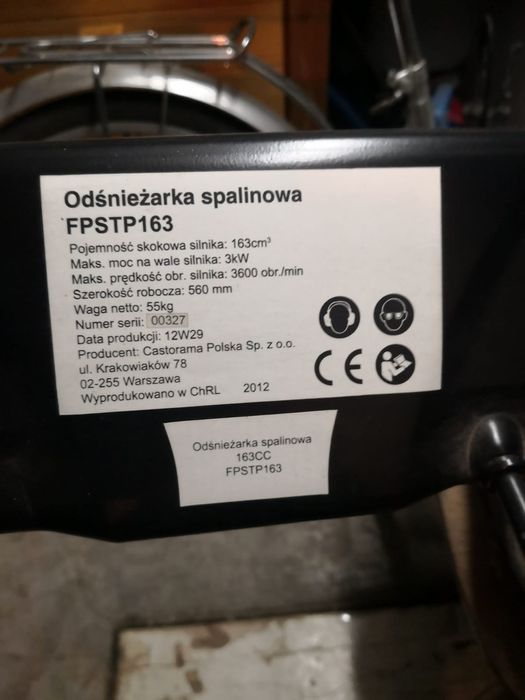 Odśnieżarka spalinowa
FPSTP163
Pojemność skokowa silnika: 163cm³
Maks. moc na wale silnika: 3kW
Maks. prędkość obr. silnika: 3600 obr./min
Szerokość robocza: 560 mm
Waga netto: 55kg
Numer serii: 00327
Data produkcji: 12W29
Producent: Castorama Polska Sp. z o.o.
ul. Krakowiaków 78
02-255 Warszawa
Wyprodukowano w ChRL 2012
CE
Odśnieżarka spalinowa
163CC
FPSTP163